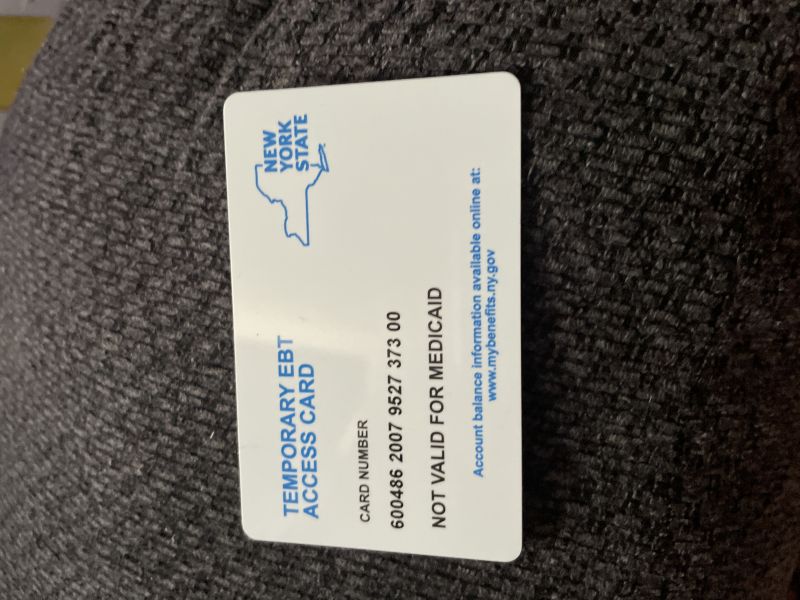 TEMPORARY EBT
ACCESS CARD
NEW
YORK
STATE
CARD NUMBER
600486 2007 9527 373 00
NOT VALID FOR MEDICAID
Account balance information available online at:
www.mybenefits.ny.gov